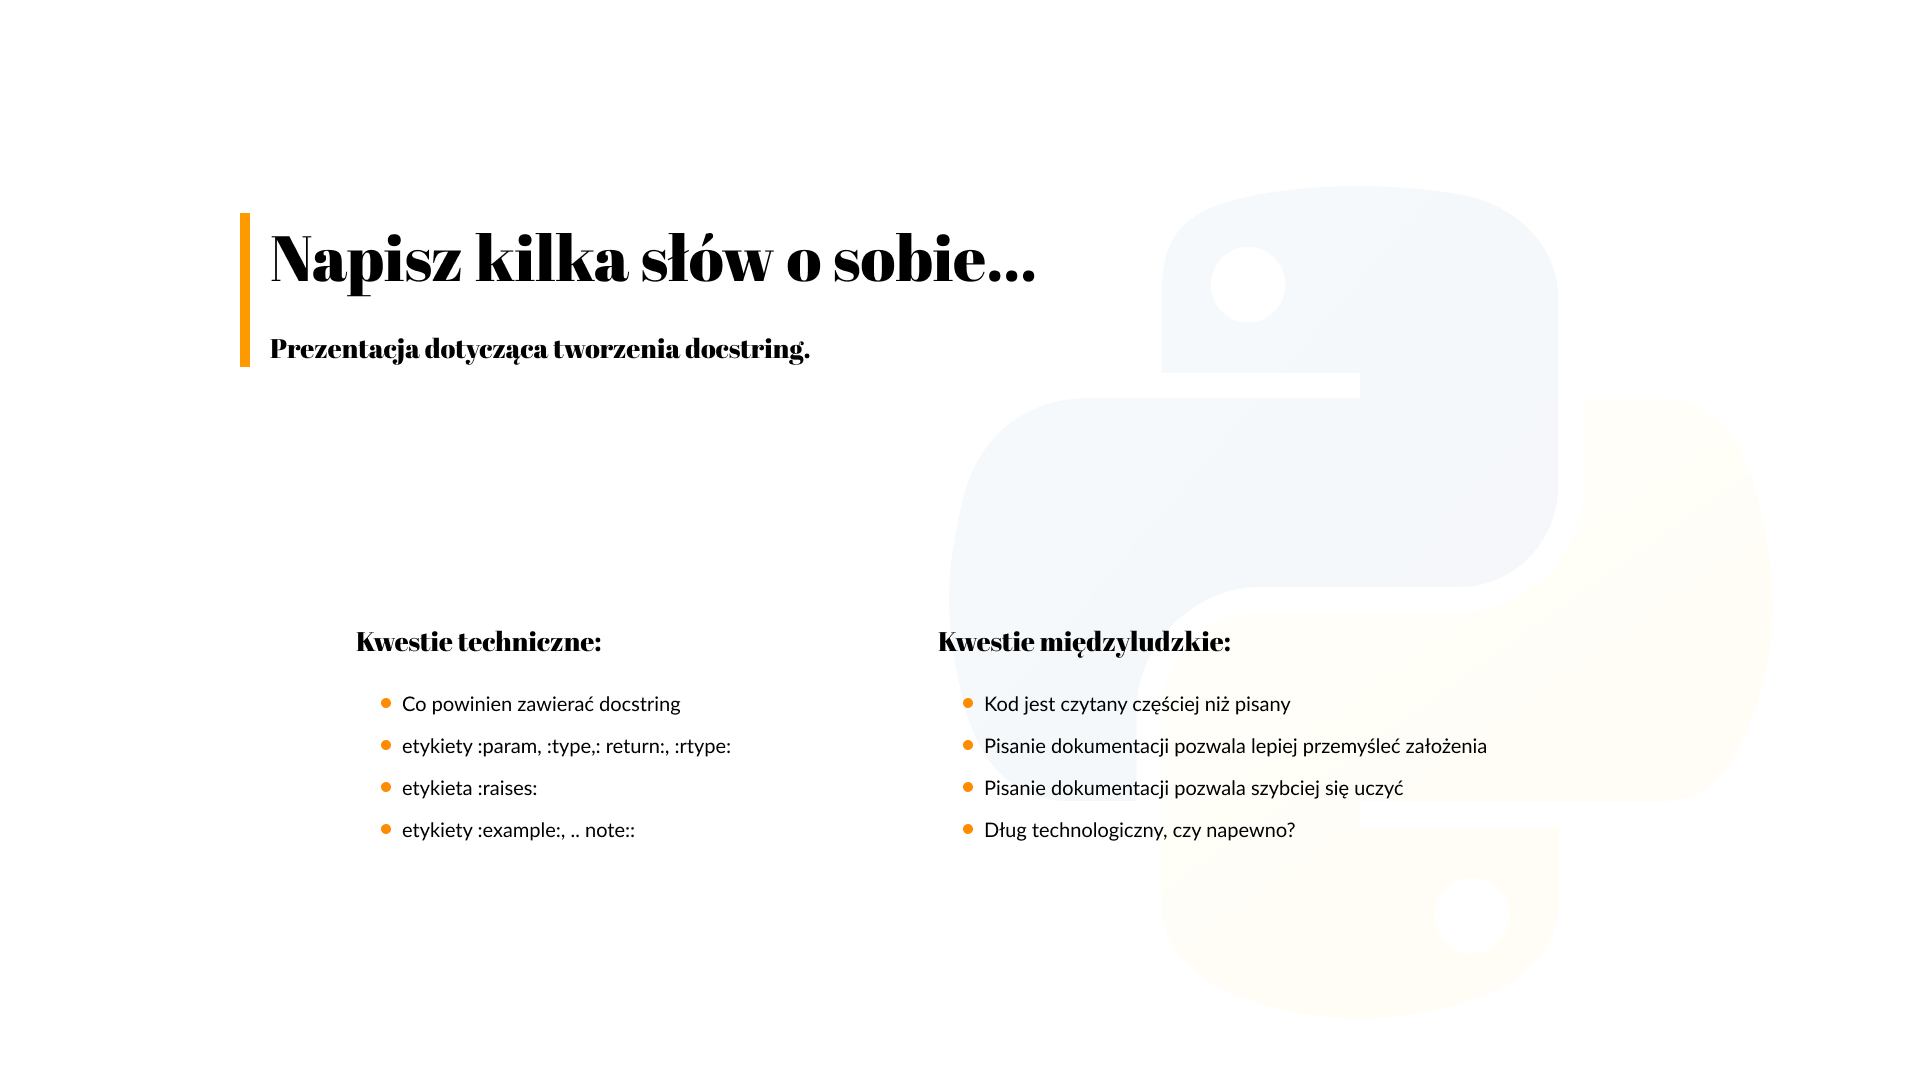 Napisz kilka słów o sobie...
Prezentacja dotycząca tworzenia docstring.
Kwestie techniczne:
Co powinien zawierać docstring
etykiety :param, :type,: return:, :rtype:
etykieta :raises:
etykiety :example:, .. note::
Kwestie międzyludzkie:
Kod jest czytany częściej niż pisany
Pisanie dokumentacji pozwala lepiej przemyśleć założenia
Pisanie dokumentacji pozwala szybciej się uczyć
Dług technologiczny, czy napewno?